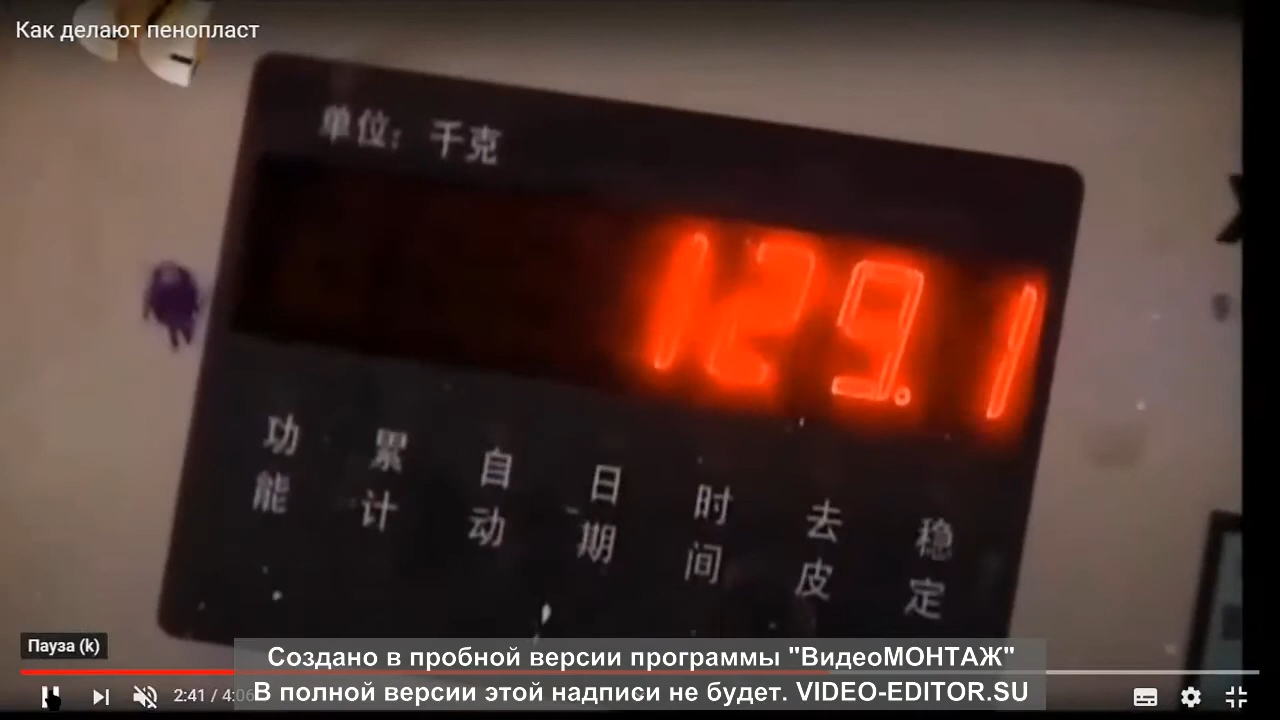 Как делают пенопласт
单位: 千克
129.1
功能 累计 自动 日期 时间 去皮 稳定
Пауза (k)
Создано в пробной версии программы "ВидеоМОНТАЖ"
2:41 / 4:06
В полной версии этой надписи не будет. VIDEO-EDITOR.SU